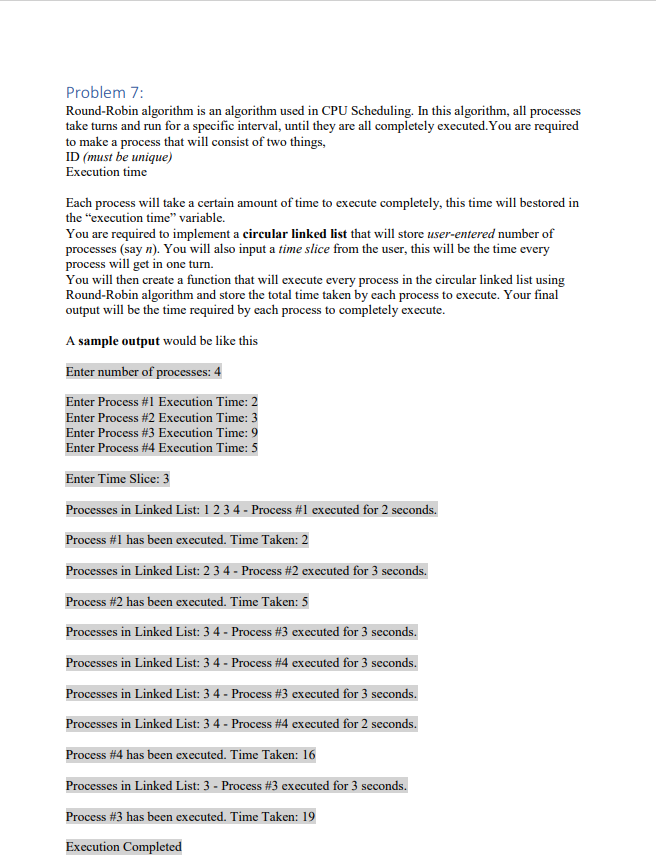 Problem 7:
Round-Robin algorithm is an algorithm used in CPU Scheduling. In this algorithm, all processes
take turns and run for a specific interval, until they are all completely executed.You are required
to make a process that will consist of two things,
ID (must be unique)
Execution time
Each process will take a certain amount of time to execute completely, this time will bestored in
the “execution time” variable.
You are required to implement a circular linked list that will store user-entered number of
processes (say n). You will also input a time slice from the user, this will be the time every
process will get in one turn.
You will then create a function that will execute every process in the circular linked list using
Round-Robin algorithm and store the total time taken by each process to execute. Your final
output will be the time required by each process to completely execute.
A sample output would be like this
Enter number of processes: 4
Enter Process #1 Execution Time: 2
Enter Process #2 Execution Time: 3
Enter Process #3 Execution Time: 9
Enter Process #4 Execution Time: 5
Enter Time Slice: 3
Processes in Linked List: 1 2 3 4 - Process #1 executed for 2 seconds.
Process #1 has been executed. Time Taken: 2
Processes in Linked List: 2 3 4 - Process #2 executed for 3 seconds.
Process #2 has been executed. Time Taken: 5
Processes in Linked List: 3 4 - Process #3 executed for 3 seconds.
Processes in Linked List: 3 4 - Process #4 executed for 3 seconds.
Processes in Linked List: 3 4 - Process #3 executed for 3 seconds.
Processes in Linked List: 3 4 - Process #4 executed for 2 seconds.
Process #4 has been executed. Time Taken: 16
Processes in Linked List: 3 - Process #3 executed for 3 seconds.
Process #3 has been executed. Time Taken: 19
Execution Completed